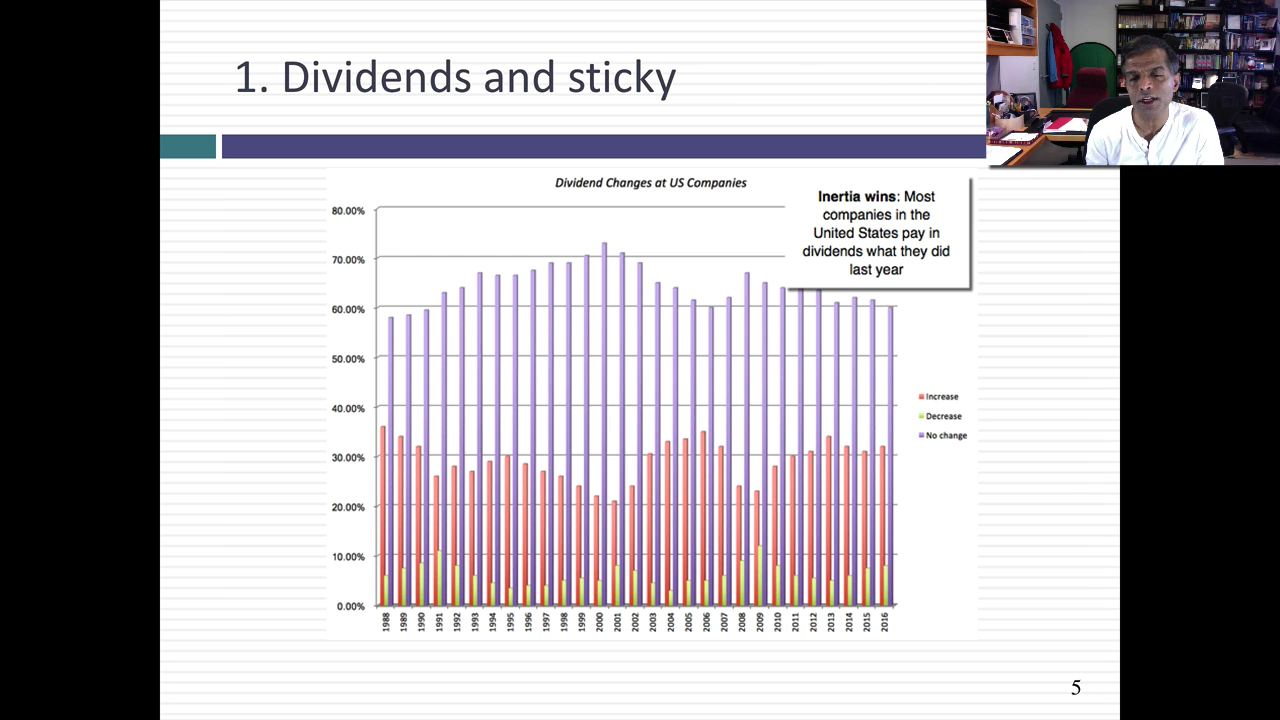 1. Dividends and sticky
Dividend Changes at US Companies
Inertia wins: Most
companies in the
United States pay in
dividends what they did
last year
80.00%
70.00%
60.00%
50.00%
40.00%
30.00%
20.00%
10.00%
0.00%
Increase
Decrease
No change
1988 1989 1990 1991 1992 1993 1994 1995 1996 1997 1998 1999 2000 2001 2002 2003 2004 2005 2006 2007 2008 2009 2010 2011 2012 2013 2014 2015 2016
5